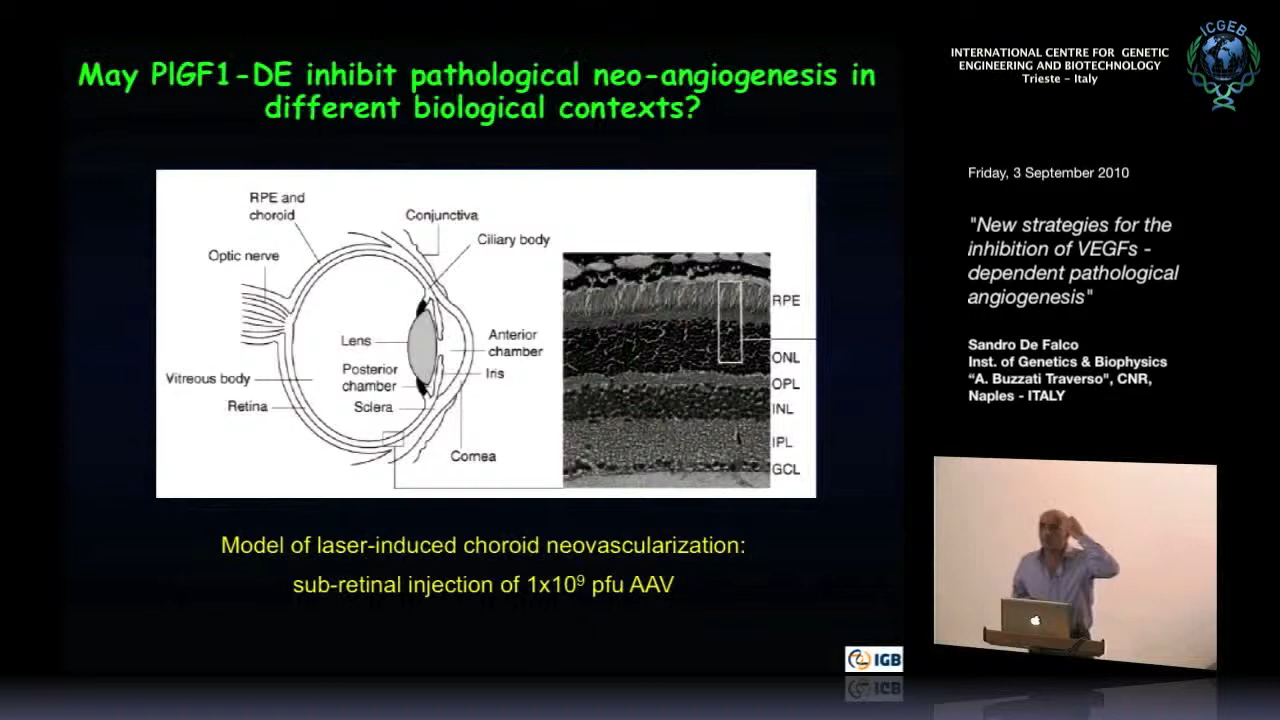 May PlGF1-DE inhibit pathological neo-angiogenesis in
different biological contexts?
RPE and
choroid
Conjunctiva
Ciliary body
Optic nerve
Lens
Anterior
chamber
Posterior
chamber
Iris
Vitreous body
Retina
Sclera
Cornea
RPE
ONL
OPL
INL
IPL
GCL
Model of laser-induced choroid neovascularization:
sub-retinal injection of 1x10⁹ pfu AAV
IGB
INTERNATIONAL CENTRE FOR GENETIC
ENGINEERING AND BIOTECHNOLOGY
Trieste - Italy
ICGEB
Friday, 3 September 2010
"New strategies for the
inhibition of VEGFs -
dependent pathological
angiogenesis"
Sandro De Falco
Inst. of Genetics & Biophysics
"A. Buzzati Traverso", CNR,
Naples - ITALY